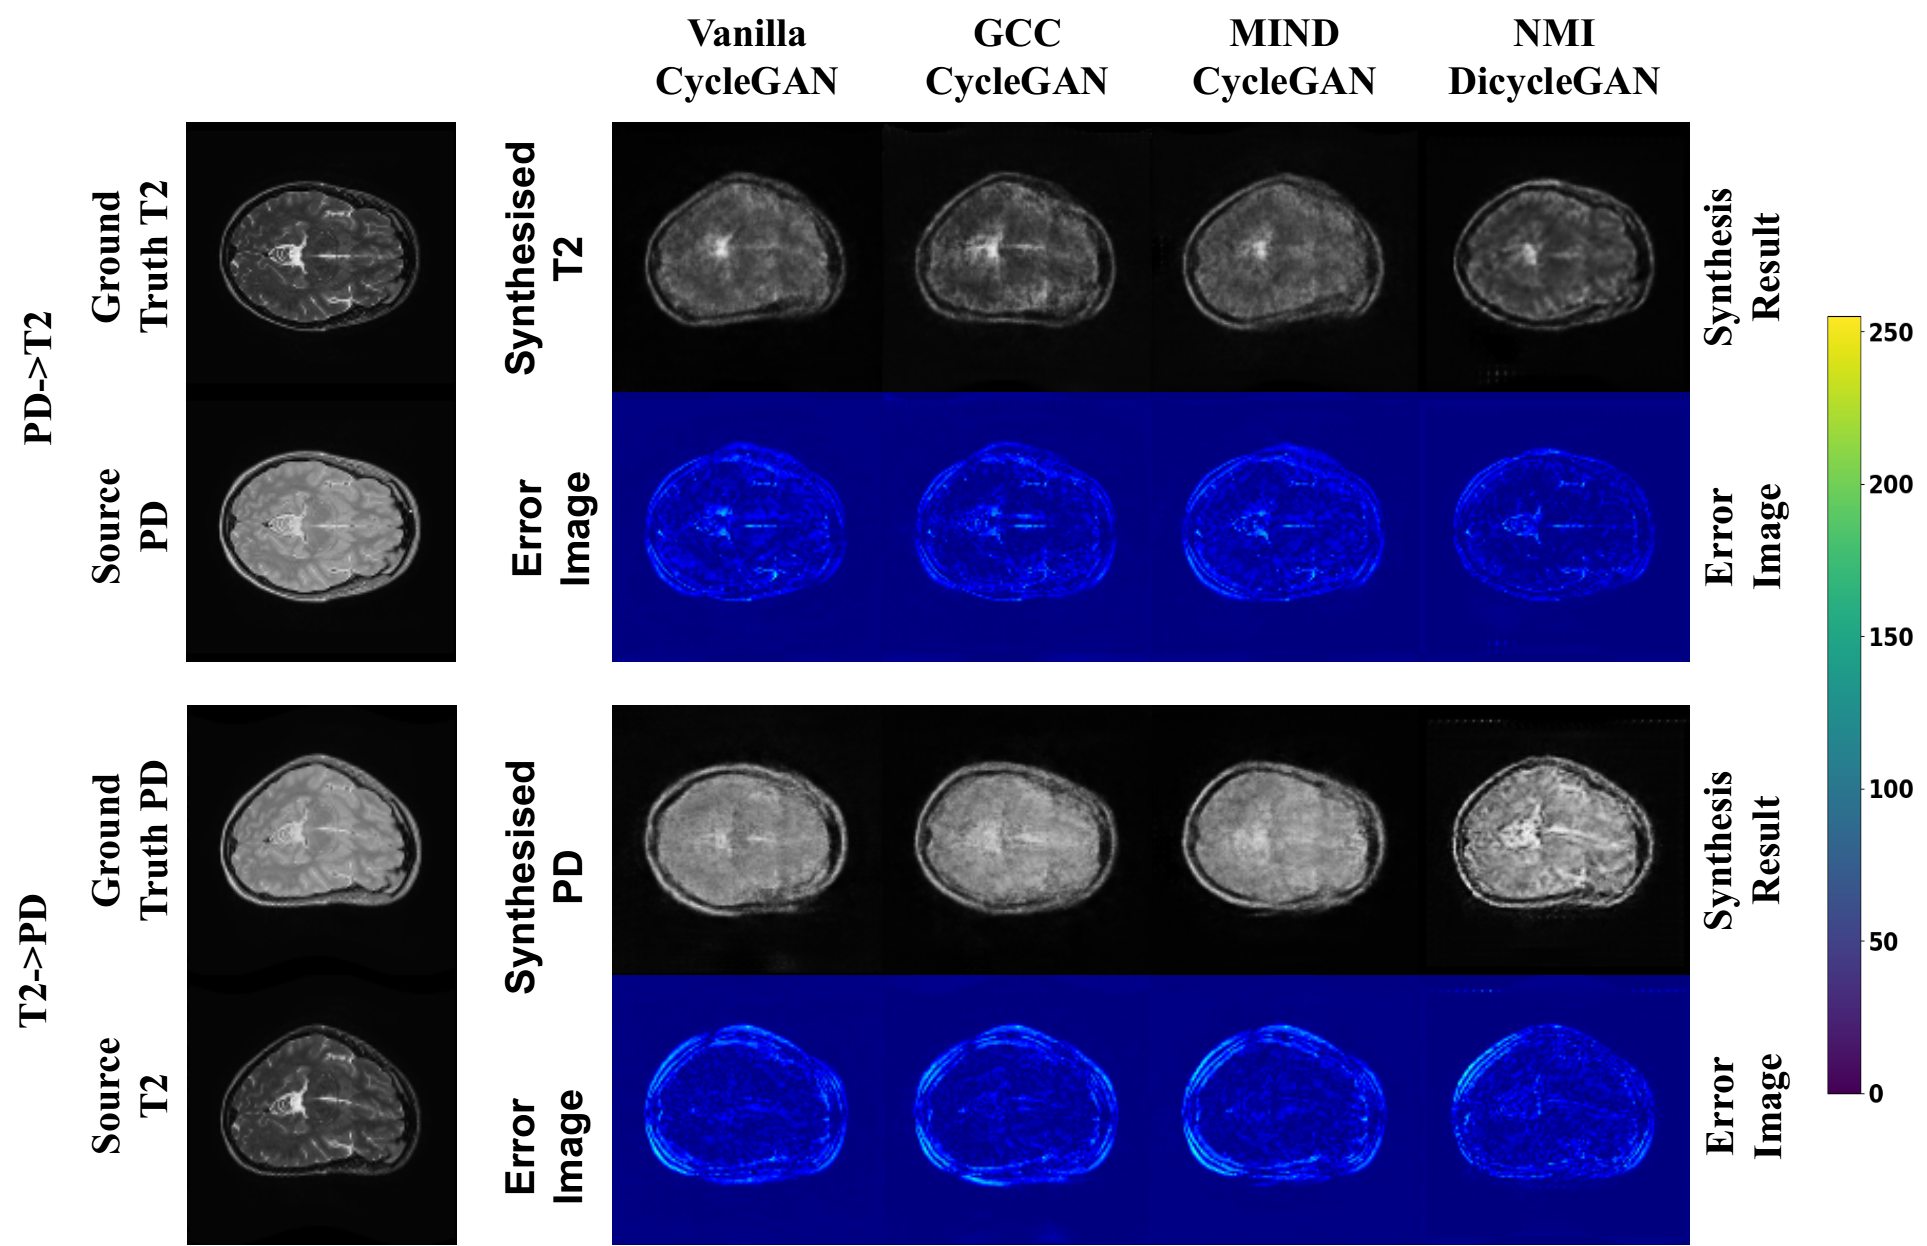 Vanilla
CycleGAN
GCC
CycleGAN
MIND
CycleGAN
NMI
DicycleGAN
PD->T2
Ground
Truth T2
Source
PD
Synthesised
T2
Error
Image
Synthesis
Result
Error
Image
T2->PD
Ground
Truth PD
Source
T2
Synthesised
PD
Error
Image
Synthesis
Result
Error
Image
250
200
150
100
50
0